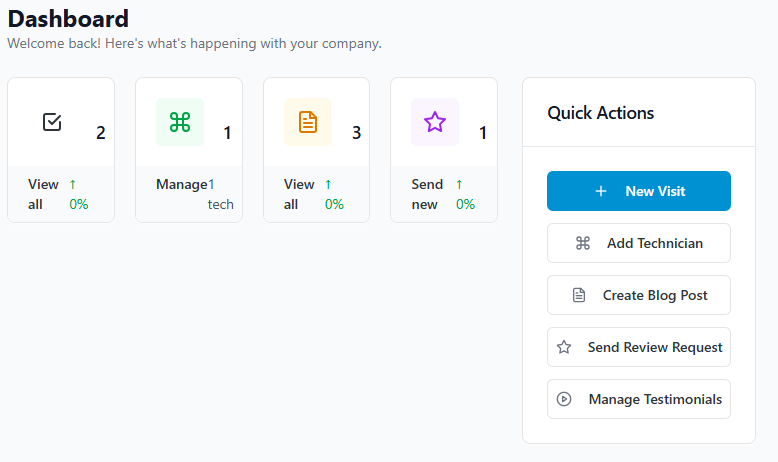 Dashboard
Welcome back! Here's what's happening with your company.
2
View all
↑ 0%
1
Manage
1 tech
3
View all
↑ 0%
1
Send new
↑ 0%
Quick Actions
New Visit
Add Technician
Create Blog Post
Send Review Request
Manage Testimonials